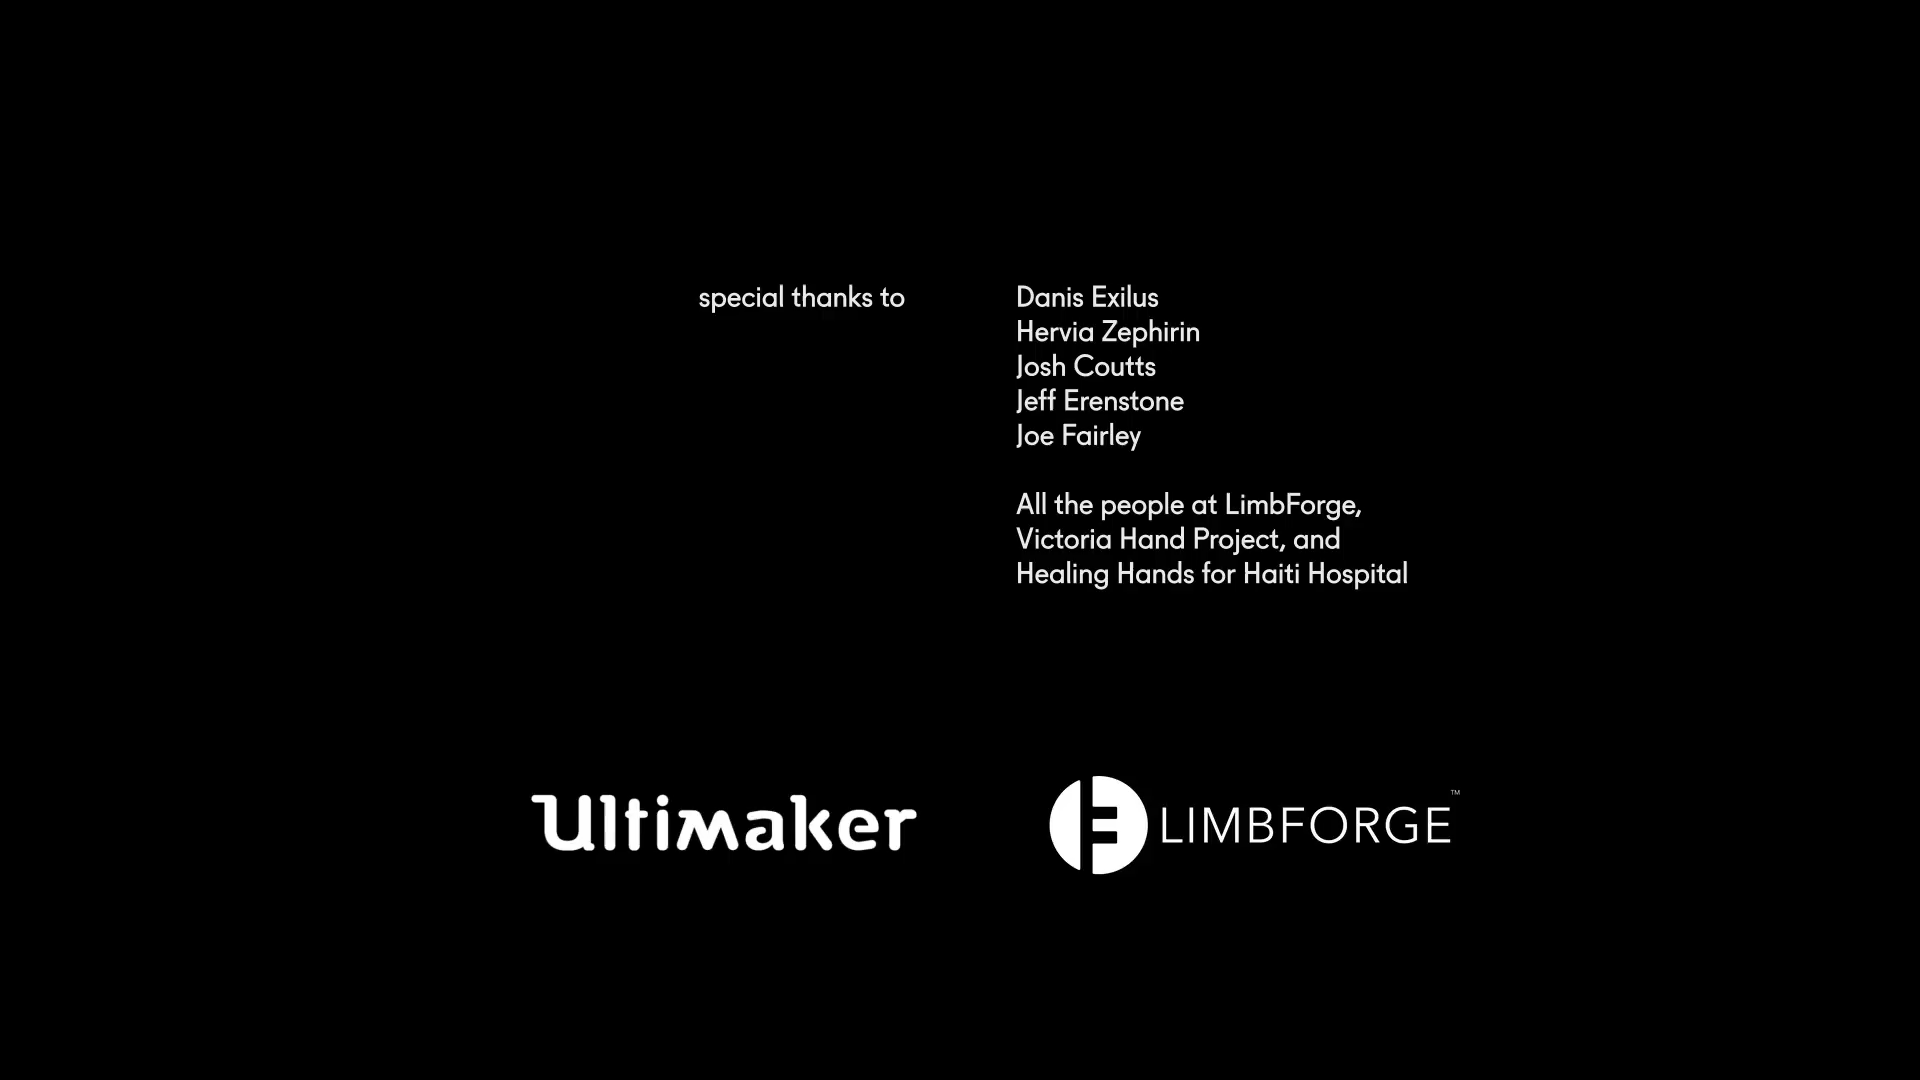 special thanks to
Danis Exilus
Hervia Zephirin
Josh Coutts
Jeff Erenstone
Joe Fairley
All the people at LimbForge,
Victoria Hand Project, and
Healing Hands for Haiti Hospital
Ultimaker
LIMBFORGE™